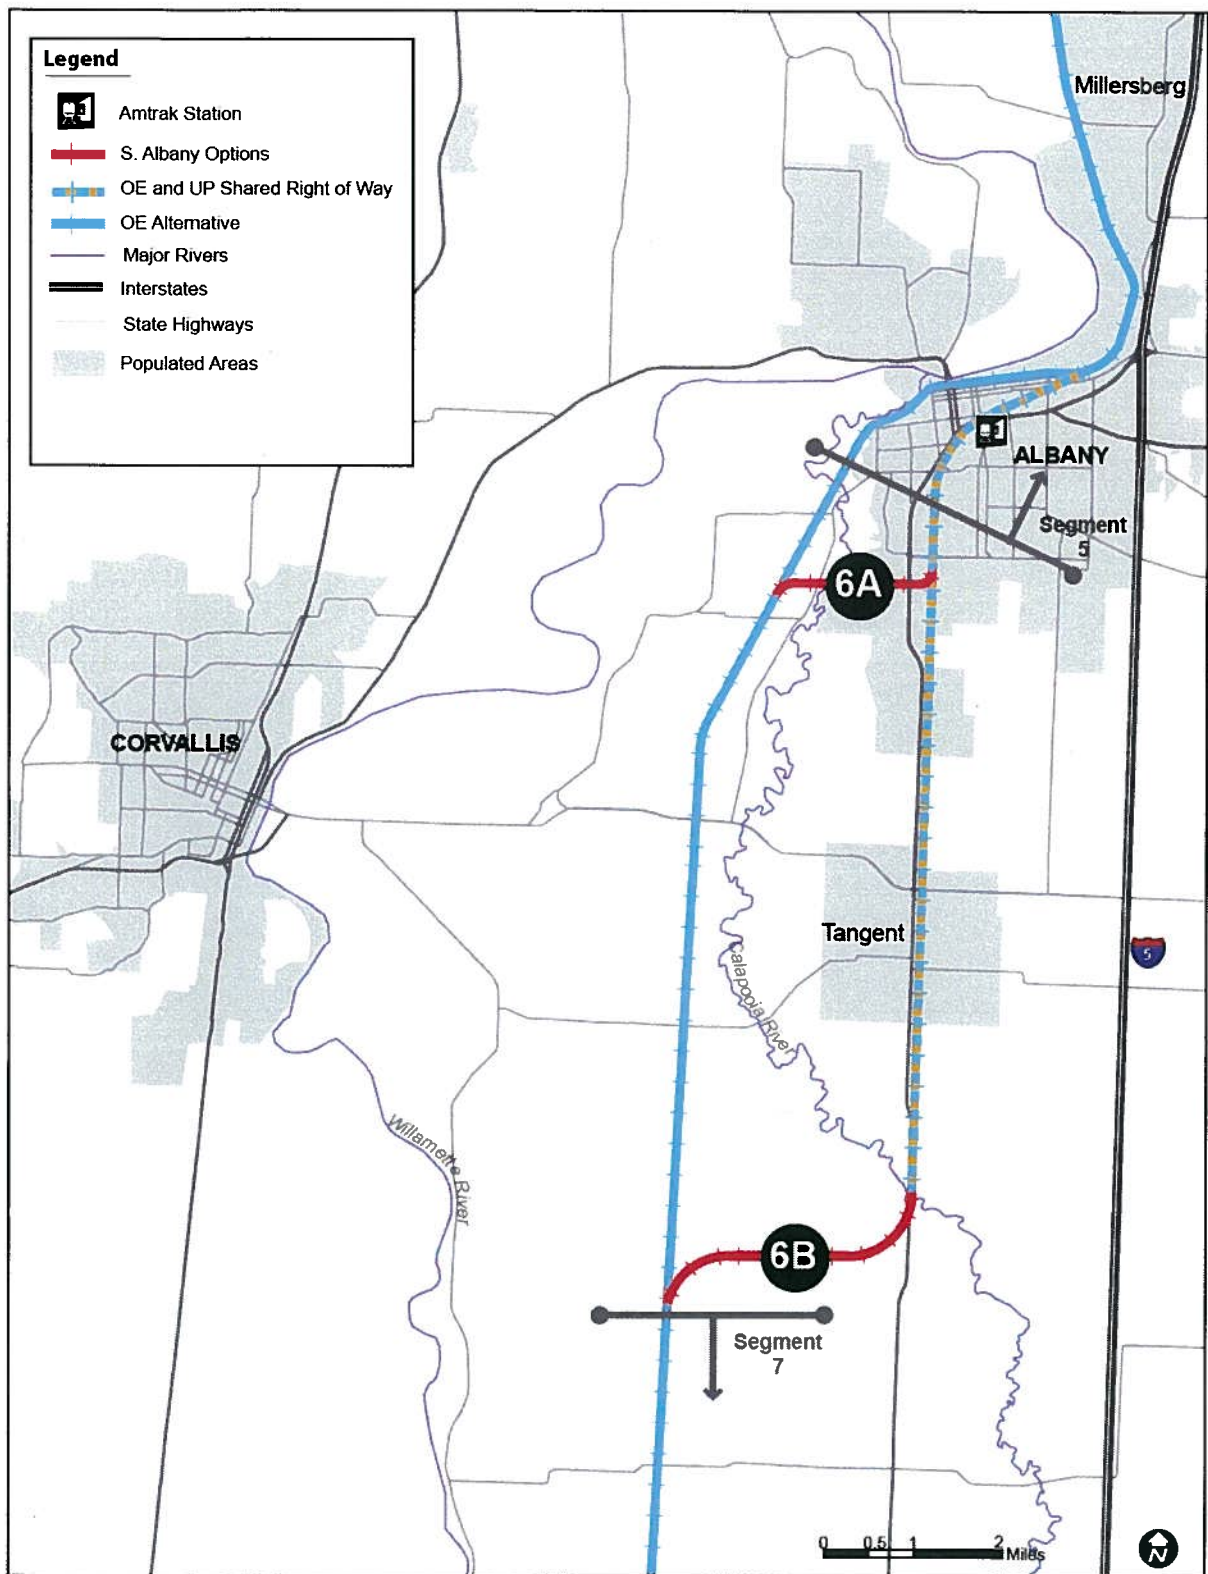 Legend
Amtrak Station
S. Albany Options
OE and UP Shared Right of Way
OE Alternative
Major Rivers
Interstates
State Highways
Populated Areas
Millersberg
ALBANY
Segment
5
6A
CORVALLIS
Tangent
5
Calapooia River
Willamette River
6B
Segment
7
0 0.5 1 2
Miles
N